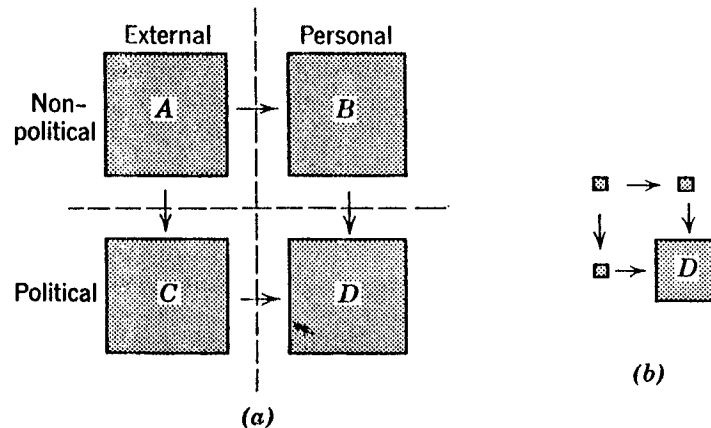 External Personal
Non-
political
A B
Political
C D
(a)
D
(b)